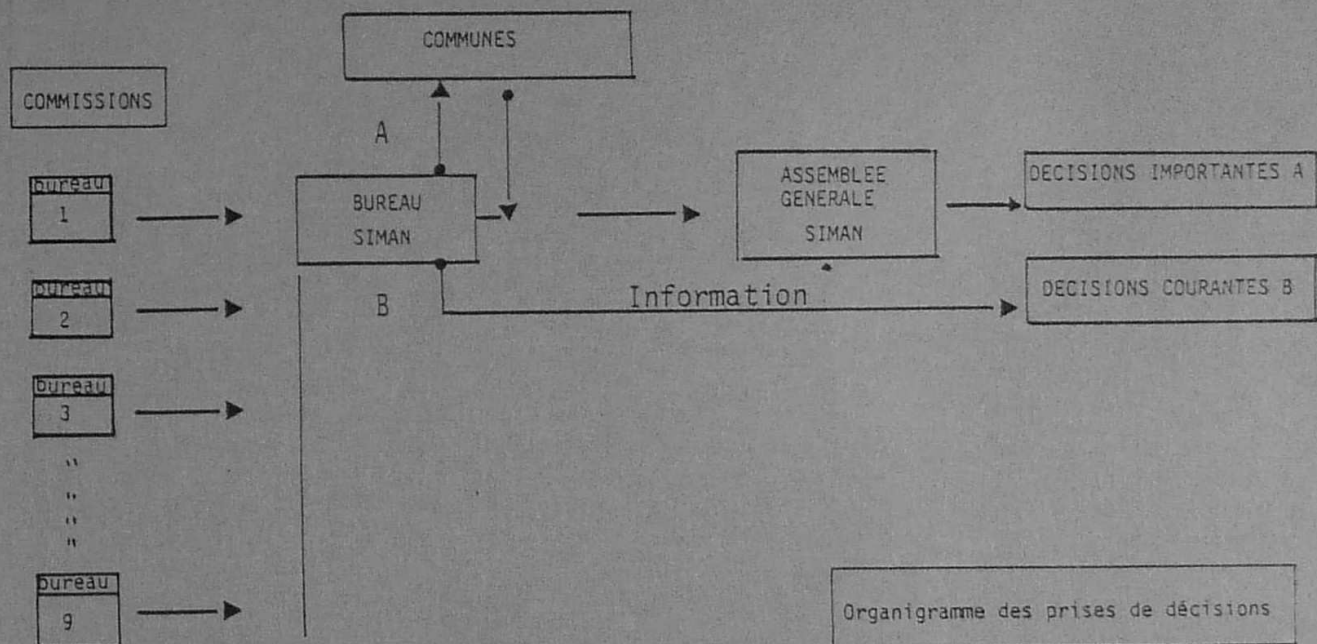 COMMUNES
COMMISSIONS
A
bureau
1
BUREAU
SIMAN
ASSEMBLEE
GENERALE
SIMAN
DECISIONS IMPORTANTES A
bureau
2
B
Information
DECISIONS COURANTES B
bureau
3
"
"
"
"
bureau
9
Organigramme des prises de décisions